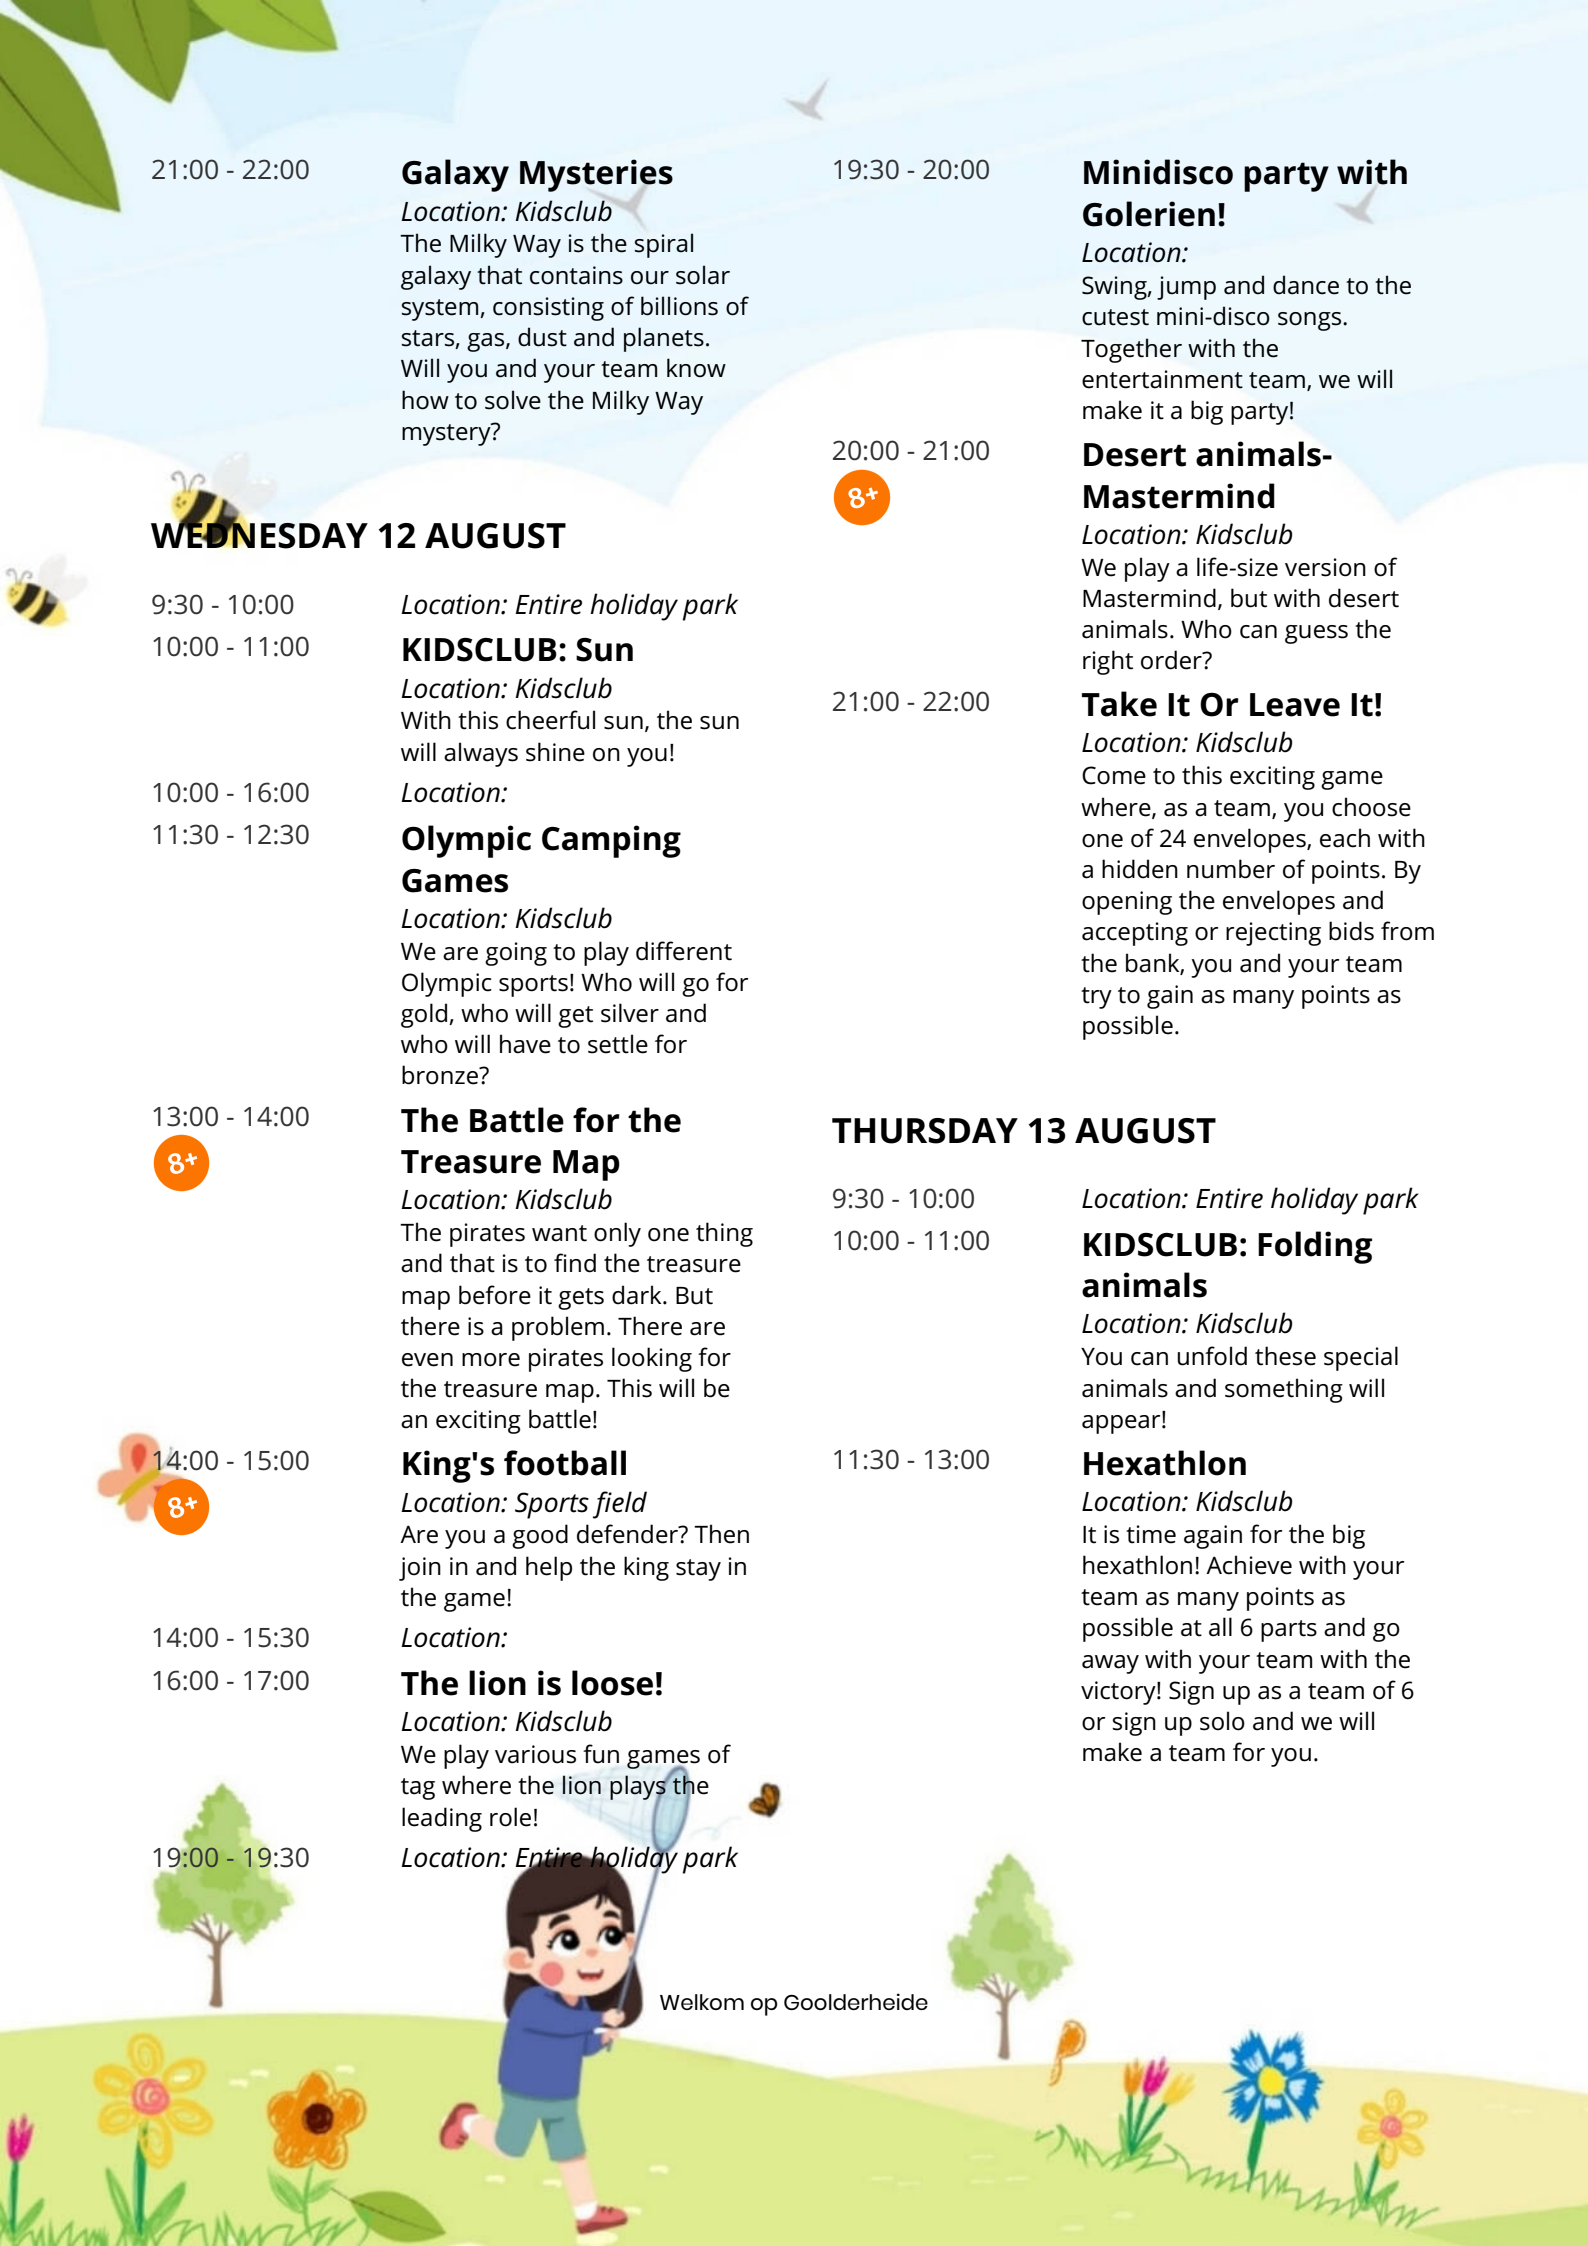 21:00 - 22:00
Galaxy Mysteries
Location: Kidsclub
The Milky Way is the spiral
galaxy that contains our solar
system, consisting of billions of
stars, gas, dust and planets.
Will you and your team know
how to solve the Milky Way
mystery?
WEDNESDAY 12 AUGUST
9:30 - 10:00
Location: Entire holiday park
10:00 - 11:00
KIDSCLUB: Sun
Location: Kidsclub
With this cheerful sun, the sun
will always shine on you!
10:00 - 16:00
Location:
11:30 - 12:30
Olympic Camping
Games
Location: Kidsclub
We are going to play different
Olympic sports! Who will go for
gold, who will get silver and
who will have to settle for
bronze?
13:00 - 14:00
8+
The Battle for the
Treasure Map
Location: Kidsclub
The pirates want only one thing
and that is to find the treasure
map before it gets dark. But
there is a problem. There are
even more pirates looking for
the treasure map. This will be
an exciting battle!
14:00 - 15:00
8+
King's football
Location: Sports field
Are you a good defender? Then
join in and help the king stay in
the game!
14:00 - 15:30
Location:
16:00 - 17:00
The lion is loose!
Location: Kidsclub
We play various fun games of
tag where the lion plays the
leading role!
19:00 - 19:30
Location: Entire holiday park
19:30 - 20:00
Minidisco party with
Golerien!
Location:
Swing, jump and dance to the
cutest mini-disco songs.
Together with the
entertainment team, we will
make it a big party!
20:00 - 21:00
8+
Desert animals-
Mastermind
Location: Kidsclub
We play a life-size version of
Mastermind, but with desert
animals. Who can guess the
right order?
21:00 - 22:00
Take It Or Leave It!
Location: Kidsclub
Come to this exciting game
where, as a team, you choose
one of 24 envelopes, each with
a hidden number of points. By
opening the envelopes and
accepting or rejecting bids from
the bank, you and your team
try to gain as many points as
possible.
THURSDAY 13 AUGUST
9:30 - 10:00
Location: Entire holiday park
10:00 - 11:00
KIDSCLUB: Folding
animals
Location: Kidsclub
You can unfold these special
animals and something will
appear!
11:30 - 13:00
Hexathlon
Location: Kidsclub
It is time again for the big
hexathlon! Achieve with your
team as many points as
possible at all 6 parts and go
away with your team with the
victory! Sign up as a team of 6
or sign up solo and we will
make a team for you.
Welkom op Goolderheide